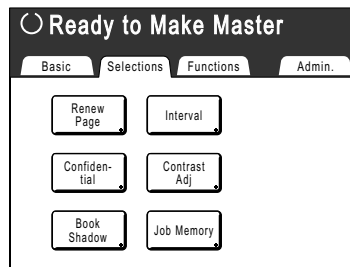 Ready to Make Master
Basic Selections Functions Admin.
Renew
Page
Interval
Confiden-
tial
Contrast
Adj
Book
Shadow
Job Memory